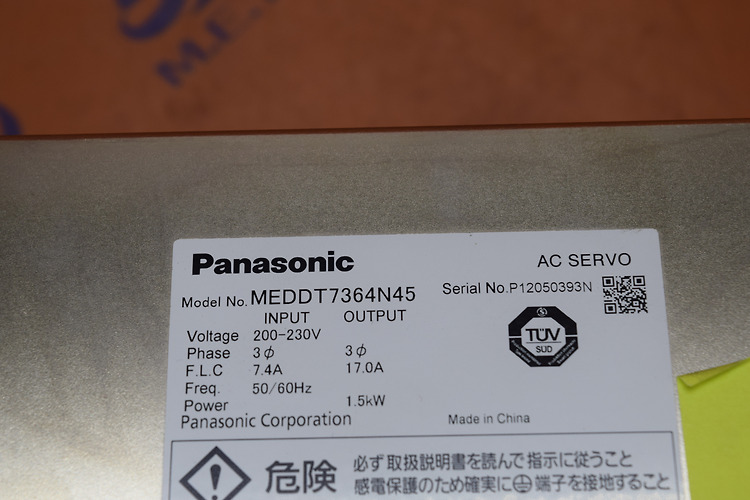 M.E.
Panasonic
AC SERVO
Model No. MEDDT7364N45
Serial No. P12050393N
INPUT OUTPUT
Voltage 200-230V
Phase 3φ 3φ
F.L.C 7.4A 17.0A
Freq. 50/60Hz
Power 1.5kW
Panasonic Corporation
Made in China
TÜV
SUD
危険
必ず取扱説明書を読んで指示に従うこと
感電保護のため確実に⏚端子を接地すること